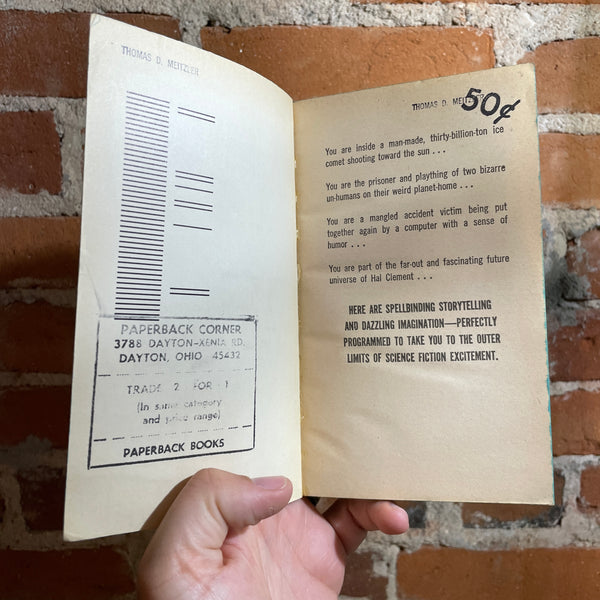 THOMAS D. MEITZLER
PAPERBACK CORNER
3788 DAYTON-XENIA RD.
DAYTON, OHIO 45432
TRADE 2 FOR 1
(In same category
and price range)
PAPERBACK BOOKS
THOMAS D. MEITZLER
50¢
You are inside a man-made, thirty-billion-ton ice
comet shooting toward the sun . . .
You are the prisoner and plaything of two bizarre
un-humans on their weird planet-home . . .
You are a mangled accident victim being put
together again by a computer with a sense of
humor . . .
You are part of the far-out and fascinating future
universe of Hal Clement . . .
HERE ARE SPELLBINDING STORYTELLING
AND DAZZLING IMAGINATION—PERFECTLY
PROGRAMMED TO TAKE YOU TO THE OUTER
LIMITS OF SCIENCE FICTION EXCITEMENT.